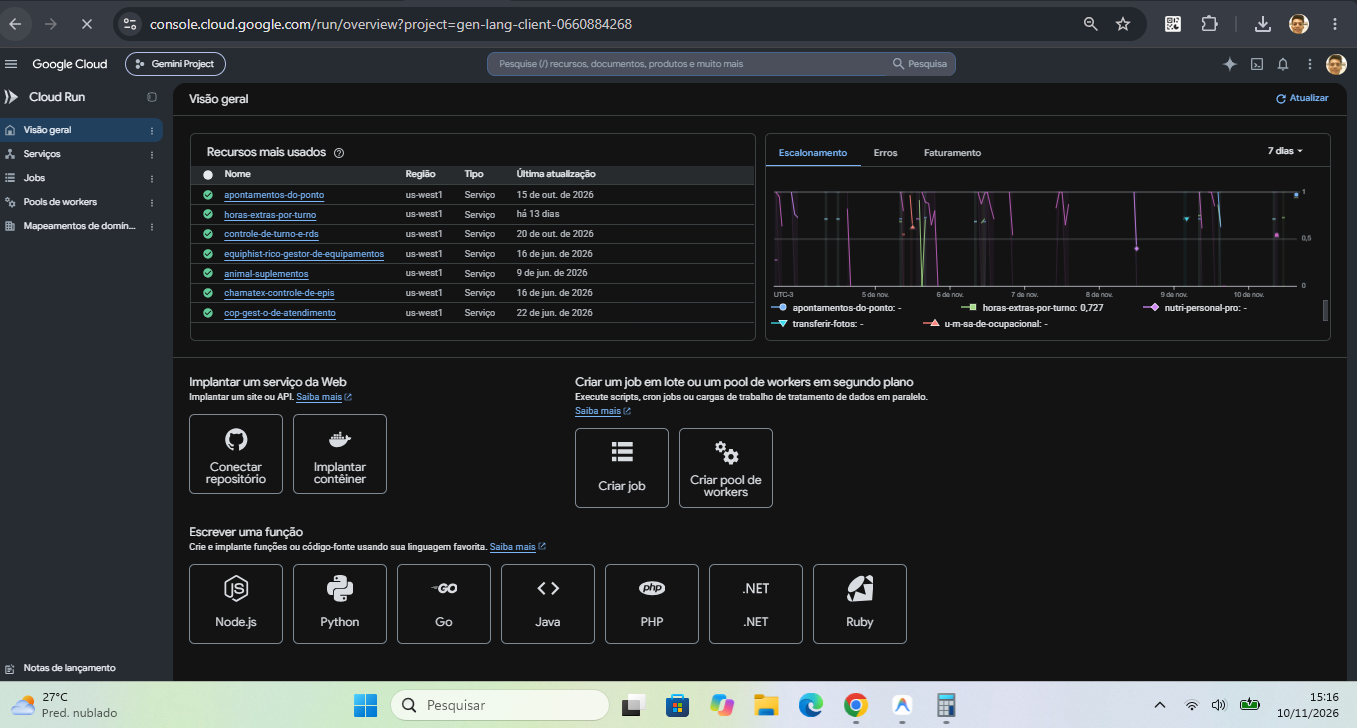 console.cloud.google.com/run/overview?project=gen-lang-client-0660884268
Google Cloud
Gemini Project
Pesquise (/) recursos, documentos, produtos e muito mais
Pesquisa
Cloud Run
Visão geral
Serviços
Jobs
Pools de workers
Mapeamentos de domín...
Notas de lançamento
Visão geral
Atualizar
Recursos mais usados
Nome Região Tipo Última atualização
apontamentos-do-ponto us-west1 Serviço 15 de out. de 2026
horas-extras-por-turno us-west1 Serviço há 13 dias
controle-de-turno-e-rds us-west1 Serviço 20 de out. de 2026
equiphist-rico-gestor-de-equipamentos us-west1 Serviço 16 de jun. de 2026
animal-suplementos us-west1 Serviço 9 de jun. de 2026
chamatex-controle-de-epis us-west1 Serviço 16 de jun. de 2026
cop-gest-o-de-atendimento us-west1 Serviço 22 de jun. de 2026
Escalonamento Erros Faturamento 7 dias
1
0,5
0
UTC-3 5 de nov. 6 de nov. 7 de nov. 8 de nov. 9 de nov. 10 de nov.
apontamentos-do-ponto: - horas-extras-por-turno: 0,727 nutri-personal-pro: -
transferir-fotos: - u-m-sa-de-ocupacional: -
Implantar um serviço da Web
Implantar um site ou API. Saiba mais
Conectar
repositório
Implantar
contêiner
Criar um job em lote ou um pool de workers em segundo plano
Execute scripts, cron jobs ou cargas de trabalho de tratamento de dados em paralelo.
Saiba mais
Criar job
Criar pool de
workers
Escrever uma função
Crie e implante funções ou código-fonte usando sua linguagem favorita. Saiba mais
JS
GO
php
.NET
Node.js
Python
Go
Java
PHP
.NET
Ruby
27°C
Pred. nublado
Pesquisar
15:16
10/11/2026